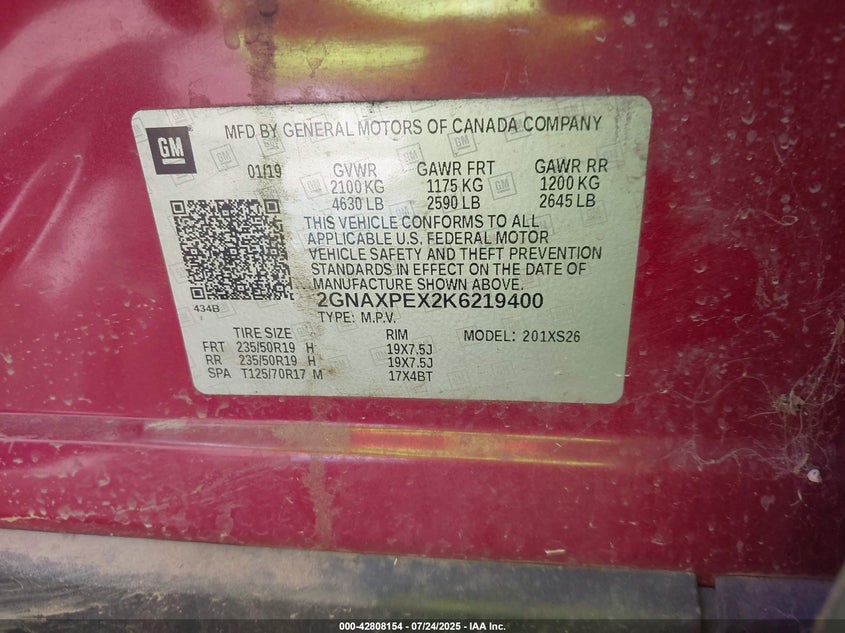 GM
MFD BY GENERAL MOTORS OF CANADA COMPANY
01/19 GVWR GAWR FRT GAWR RR
2100 KG 1175 KG 1200 KG
4630 LB 2590 LB 2645 LB
THIS VEHICLE CONFORMS TO ALL
APPLICABLE U.S. FEDERAL MOTOR
VEHICLE SAFETY AND THEFT PREVENTION
STANDARDS IN EFFECT ON THE DATE OF
MANUFACTURE SHOWN ABOVE.
434B
2GNAXPEX2K6219400
TYPE: M.P.V.
TIRE SIZE RIM MODEL: 201XS26
FRT 235/50R19 H 19X7.5J
RR 235/50R19 H 19X7.5J
SPA T125/70R17 M 17X4BT
000-42808154 - 07/24/2025 - IAA Inc.